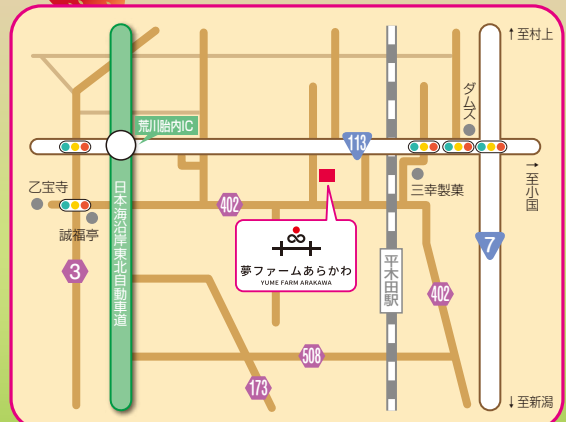 ↑至村上
ダムズ
荒川胎内IC
113
→
至小国
乙宝寺
三幸製菓
402
誠福亭
日本海沿岸東北自動車道
夢ファームあらかわ
YUME FARM ARAKAWA
7
3
平木田駅
402
508
173
↓至新潟